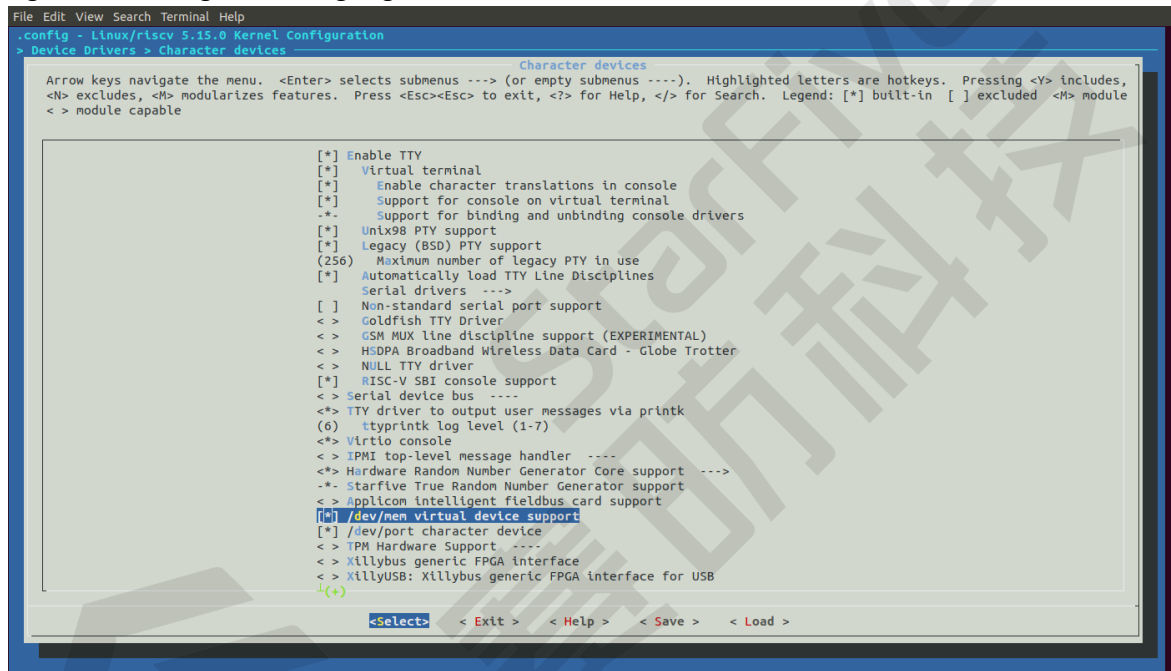 File Edit View Search Terminal Help
.config - Linux/riscv 5.15.0 Kernel Configuration
> Device Drivers > Character devices
Character devices
Arrow keys navigate the menu. <Enter> selects submenus ---> (or empty submenus ----). Highlighted letters are hotkeys. Pressing <Y> includes,
<N> excludes, <M> modularizes features. Press <Esc><Esc> to exit, <?> for Help, </> for Search. Legend: [*] built-in [ ] excluded <M> module
< > module capable
[*] Enable TTY
[*] Virtual terminal
[*] Enable character translations in console
[*] Support for console on virtual terminal
-*- Support for binding and unbinding console drivers
[*] Unix98 PTY support
[*] Legacy (BSD) PTY support
(256) Maximum number of legacy PTY in use
[*] Automatically load TTY Line Disciplines
Serial drivers --->
[ ] Non-standard serial port support
< > Goldfish TTY Driver
< > GSM MUX line discipline support (EXPERIMENTAL)
< > HSDPA Broadband Wireless Data Card - Globe Trotter
< > NULL TTY driver
[*] RISC-V SBI console support
< > Serial device bus ----
<*> TTY driver to output user messages via printk
(6) ttyprintk log level (1-7)
<*> Virtio console
< > IPMI top-level message handler ----
<*> Hardware Random Number Generator Core support --->
-*- Starfive True Random Number Generator support
< > Applicom intelligent fieldbus card support
[*] /dev/mem virtual device support
[*] /dev/port character device
< > TPM Hardware Support ----
< > Xillybus generic FPGA interface
< > XillyUSB: Xillybus generic FPGA interface for USB
┴(+)
<Select> < Exit > < Help > < Save > < Load >
StarFive
赛昉科技